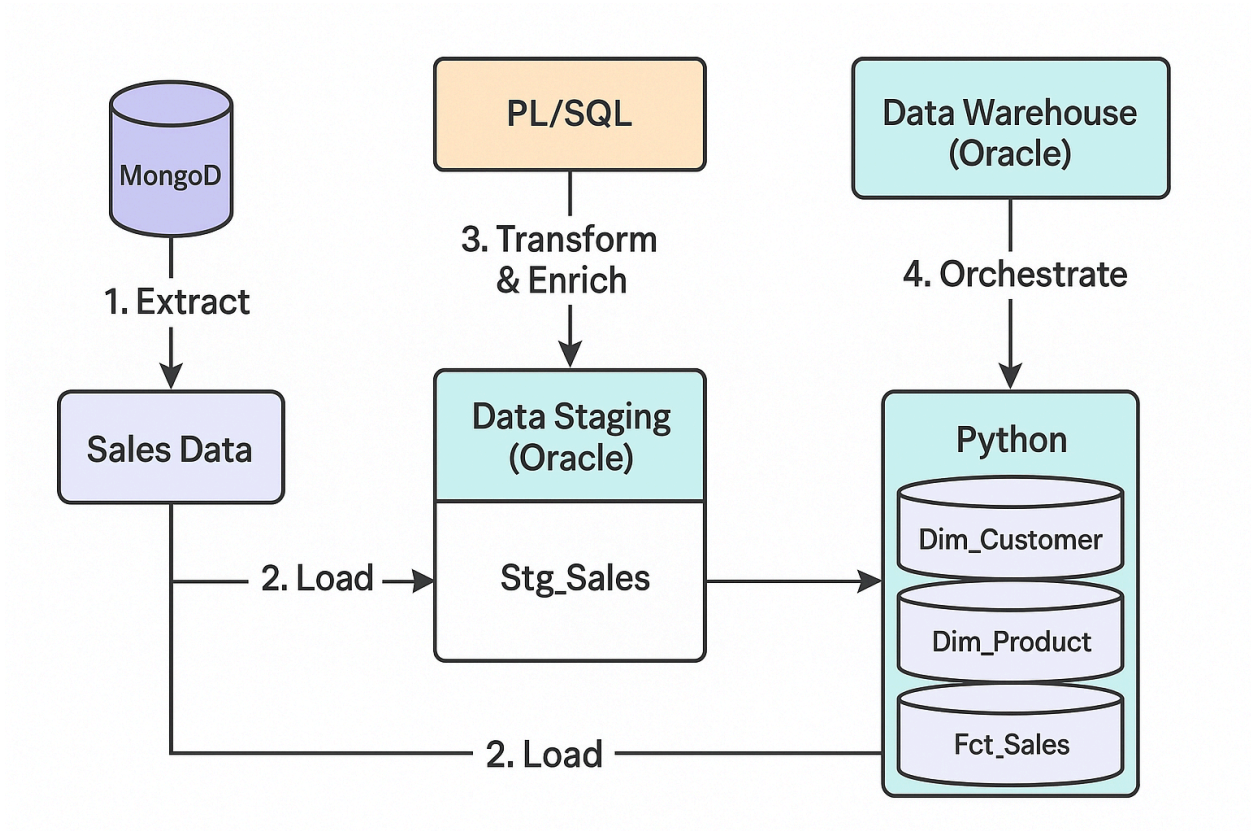 MongoD
1. Extract
Sales Data
2. Load
2. Load
PL/SQL
3. Transform
& Enrich
Data Staging
(Oracle)
Stg_Sales
Data Warehouse
(Oracle)
4. Orchestrate
Python
Dim_Customer
Dim_Product
Fct_Sales